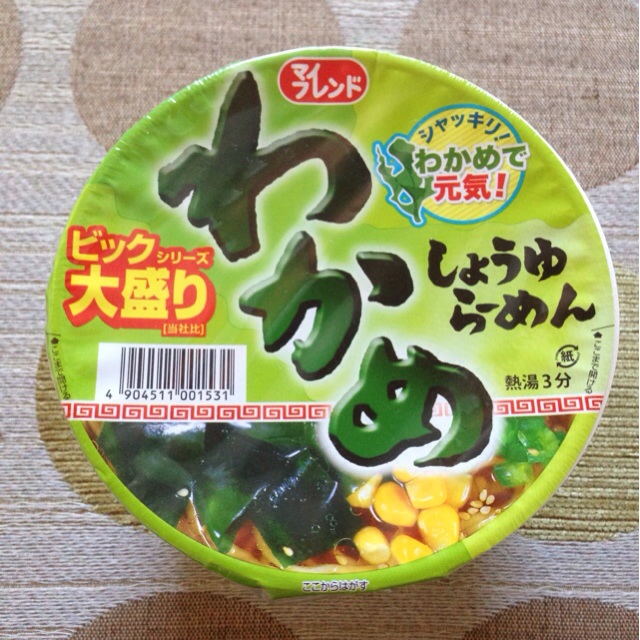 マイ
フレンド
シャッキリ!
わかめで
元気!
わかめ
ビックシリーズ
大盛り
[当社比]
しょうゆ
らーめん
紙
熱湯3分
4 904511 001531
ここからはがす